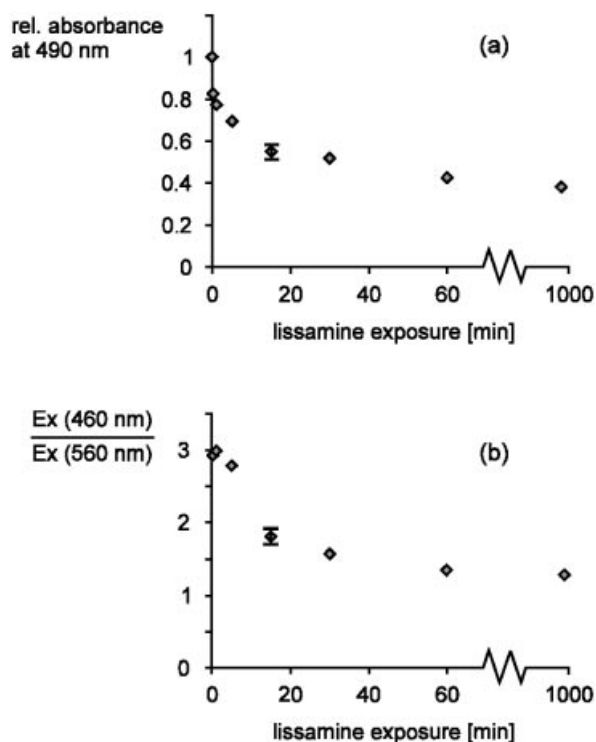 rel. absorbance
at 490 nm
(a)
1
0.8
0.6
0.4
0.2
0
0 20 40 60 1000
lissamine exposure [min]
Ex (460 nm)
Ex (560 nm)
(b)
3
2
1
0
0 20 40 60 1000
lissamine exposure [min]